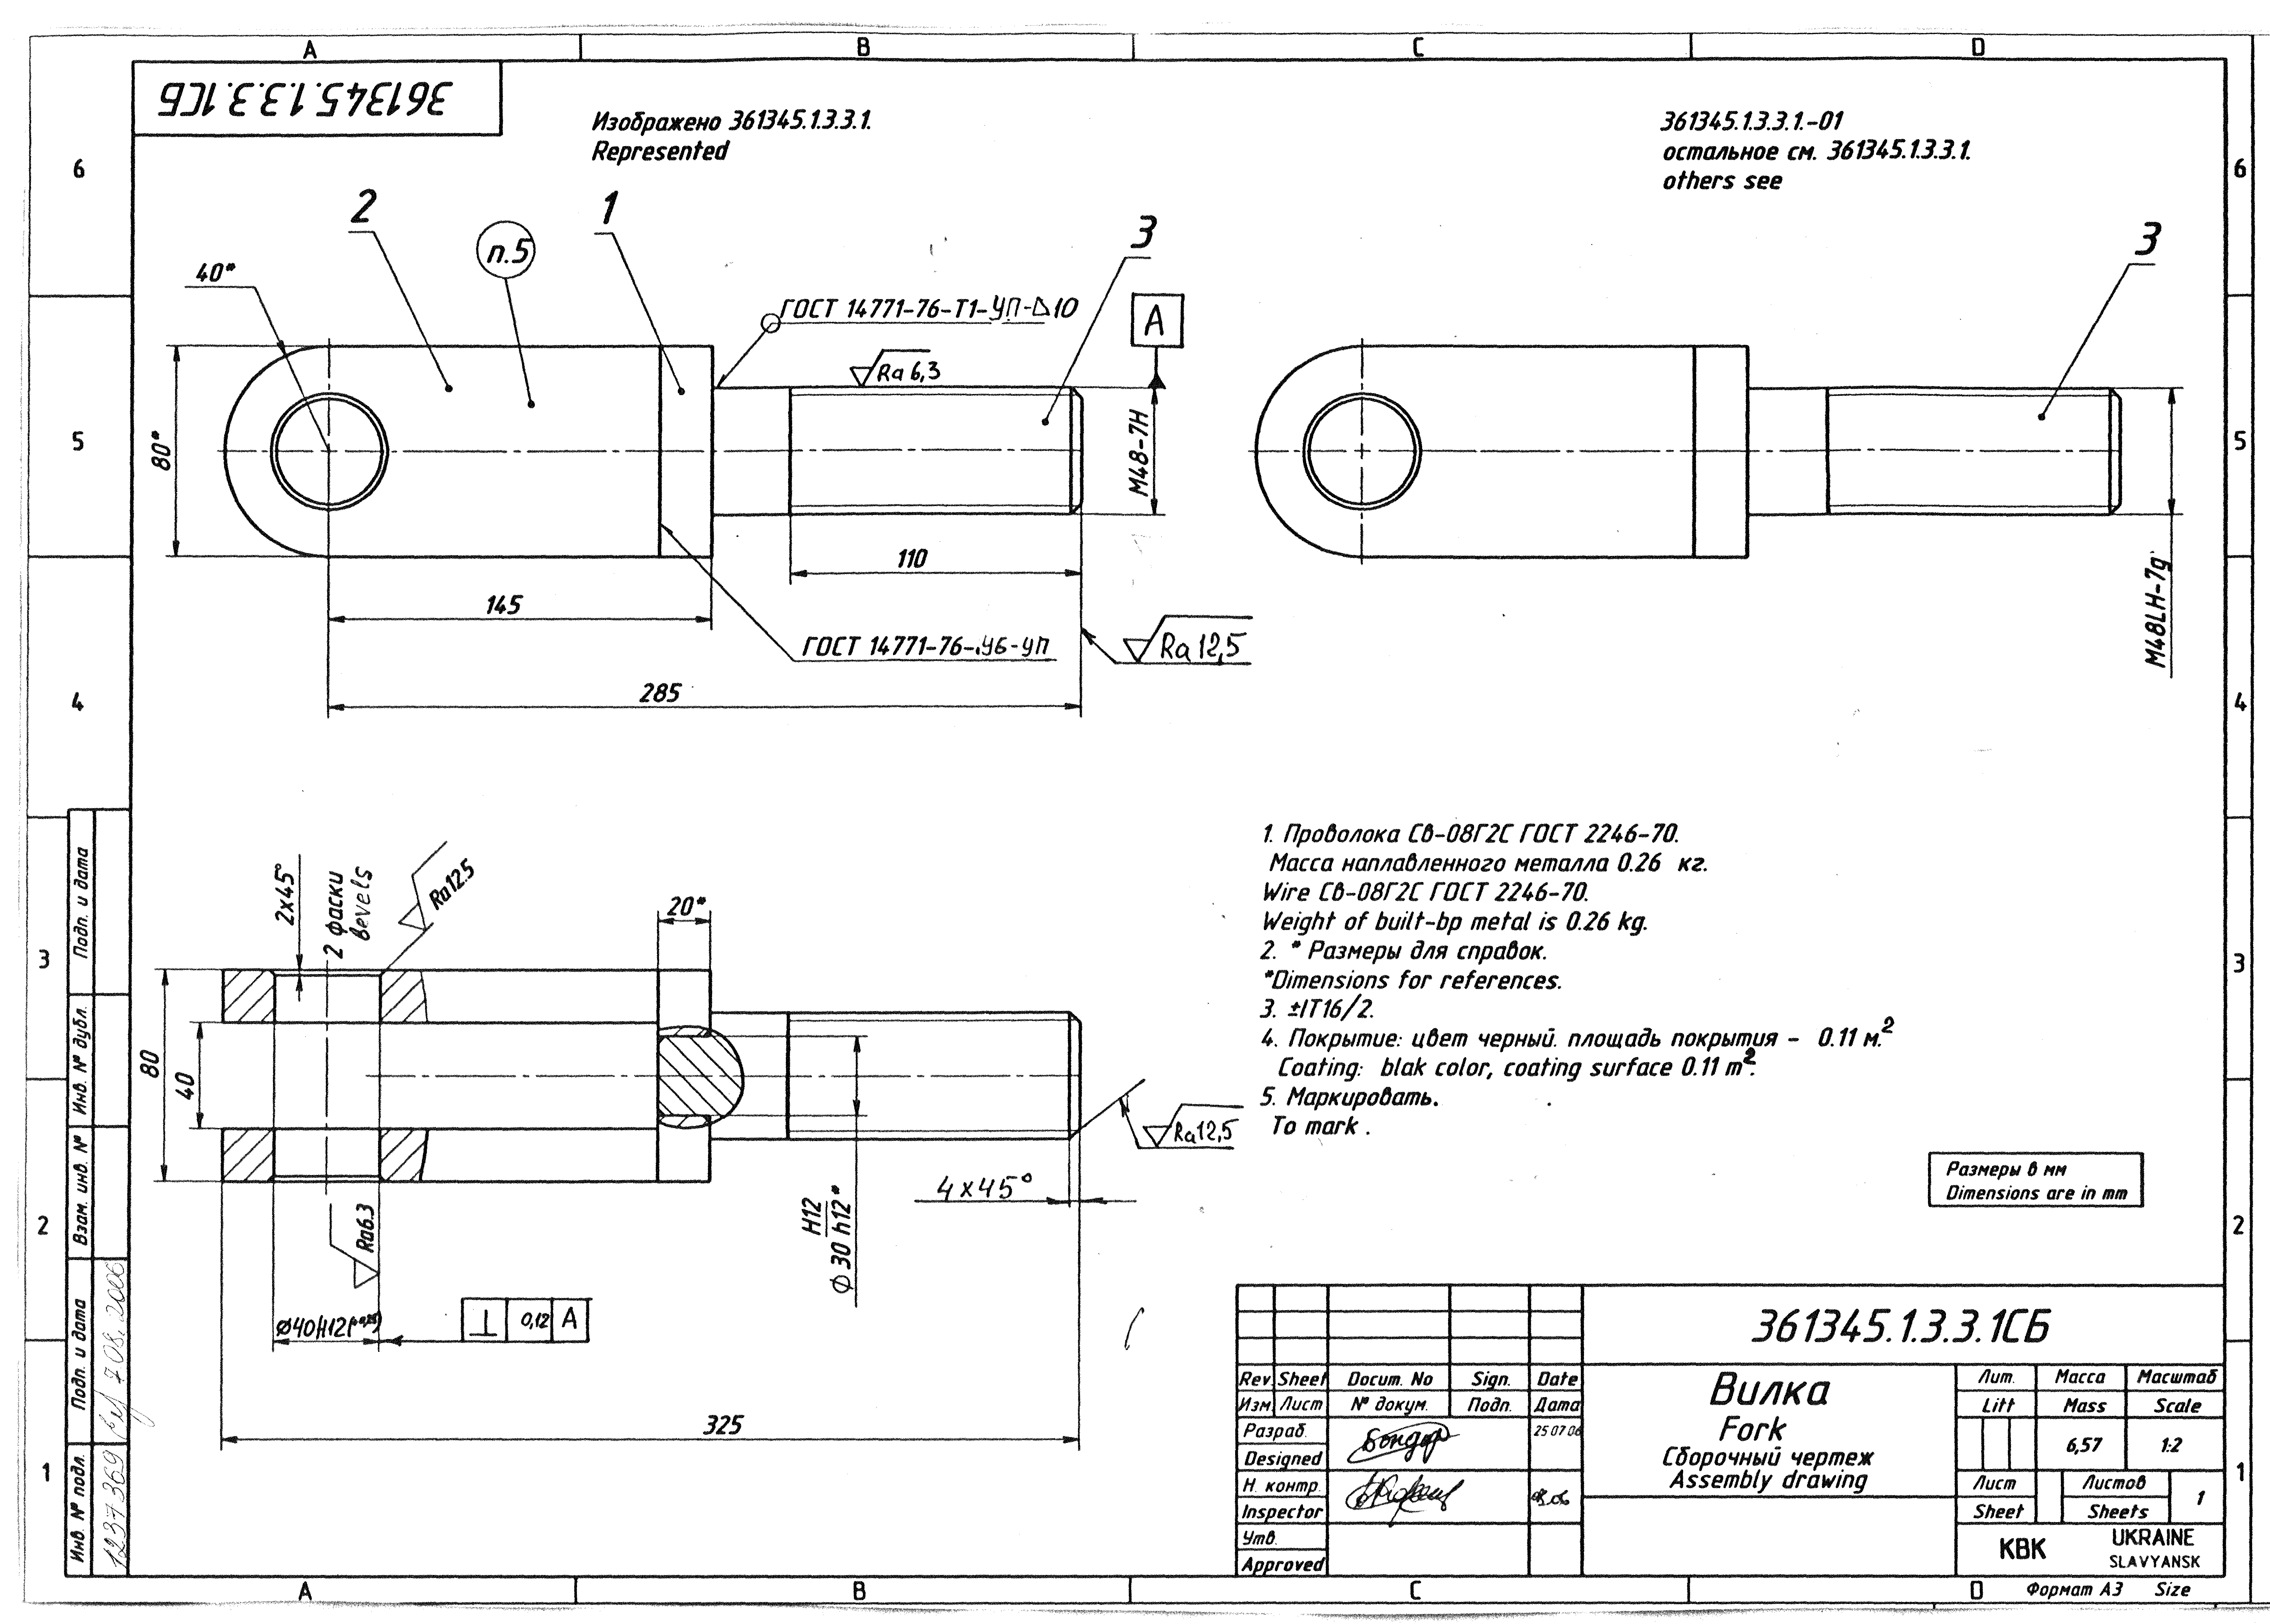 A
B
C
D
361345.1.3.3.1СБ
Изображено 361345.1.3.3.1.
Represented
361345.1.3.3.1.-01
остальное см. 361345.1.3.3.1.
others see
6
6
2
п.5
1
3
3
40*
ГОСТ 14771-76-Т1-УП-⊿10
A
Ra 6,3
80*
M48-7H
5
5
110
145
ГОСТ 14771-76-У6-УП
Ra 12,5
M48LH-7g
285
4
4
1. Проволока Св-08Г2С ГОСТ 2246-70.
Масса наплавленного металла 0.26 кг.
Wire Св-08Г2С ГОСТ 2246-70.
Weight of built-bp metal is 0.26 kg.
2. * Размеры для справок.
*Dimensions for references.
3. ±IT16/2.
4. Покрытие: цвет черный. площадь покрытия - 0.11 м.²
Coating: blak color, coating surface 0.11 m².
5. Маркировать.
To mark .
2x45°
2 фаски
bevels
Ra12.5
20*
3
3
80
40
Ra12,5
4x45°
H12
Ø30 h12*
Ra6.3
Ø40H12(
⊥ 0,12 A
325
Размеры в мм
Dimensions are in mm
2
2
1
1
Подп. и дата
Инв. № дубл.
Взам. инв. №
Подп. и дата
7.08.2006
Инв. № подл.
1237369
361345.1.3.3.1СБ
Rev. Sheet Docum. No Sign. Date
Изм. Лист № докум. Подп. Дата
Разраб.
Designed
Бондар
25 07 06
Н. контр.
Inspector
Утв.
Approved
Вилка
Fork
Сборочный чертеж
Assembly drawing
Лит. Масса Масштаб
Litt Mass Scale
6,57 1:2
Лист Листов 1
Sheet Sheets
KBK
UKRAINE
SLAVYANSK
A
B
C
D
Формат А3 Size